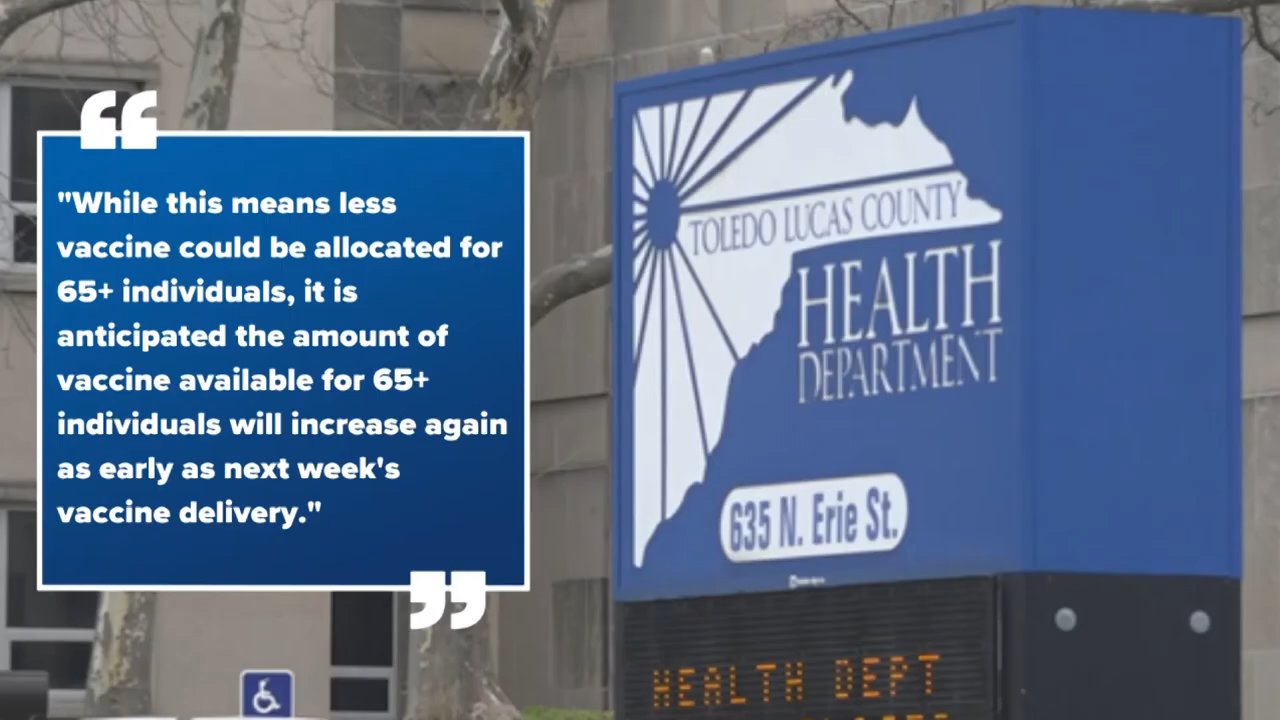 "While this means less
vaccine could be allocated for
65+ individuals, it is
anticipated the amount of
vaccine available for 65+
individuals will increase again
as early as next week's
vaccine delivery."
TOLEDO LUCAS COUNTY
HEALTH
DEPARTMENT
635 N. Erie St.
HEALTH DEPT